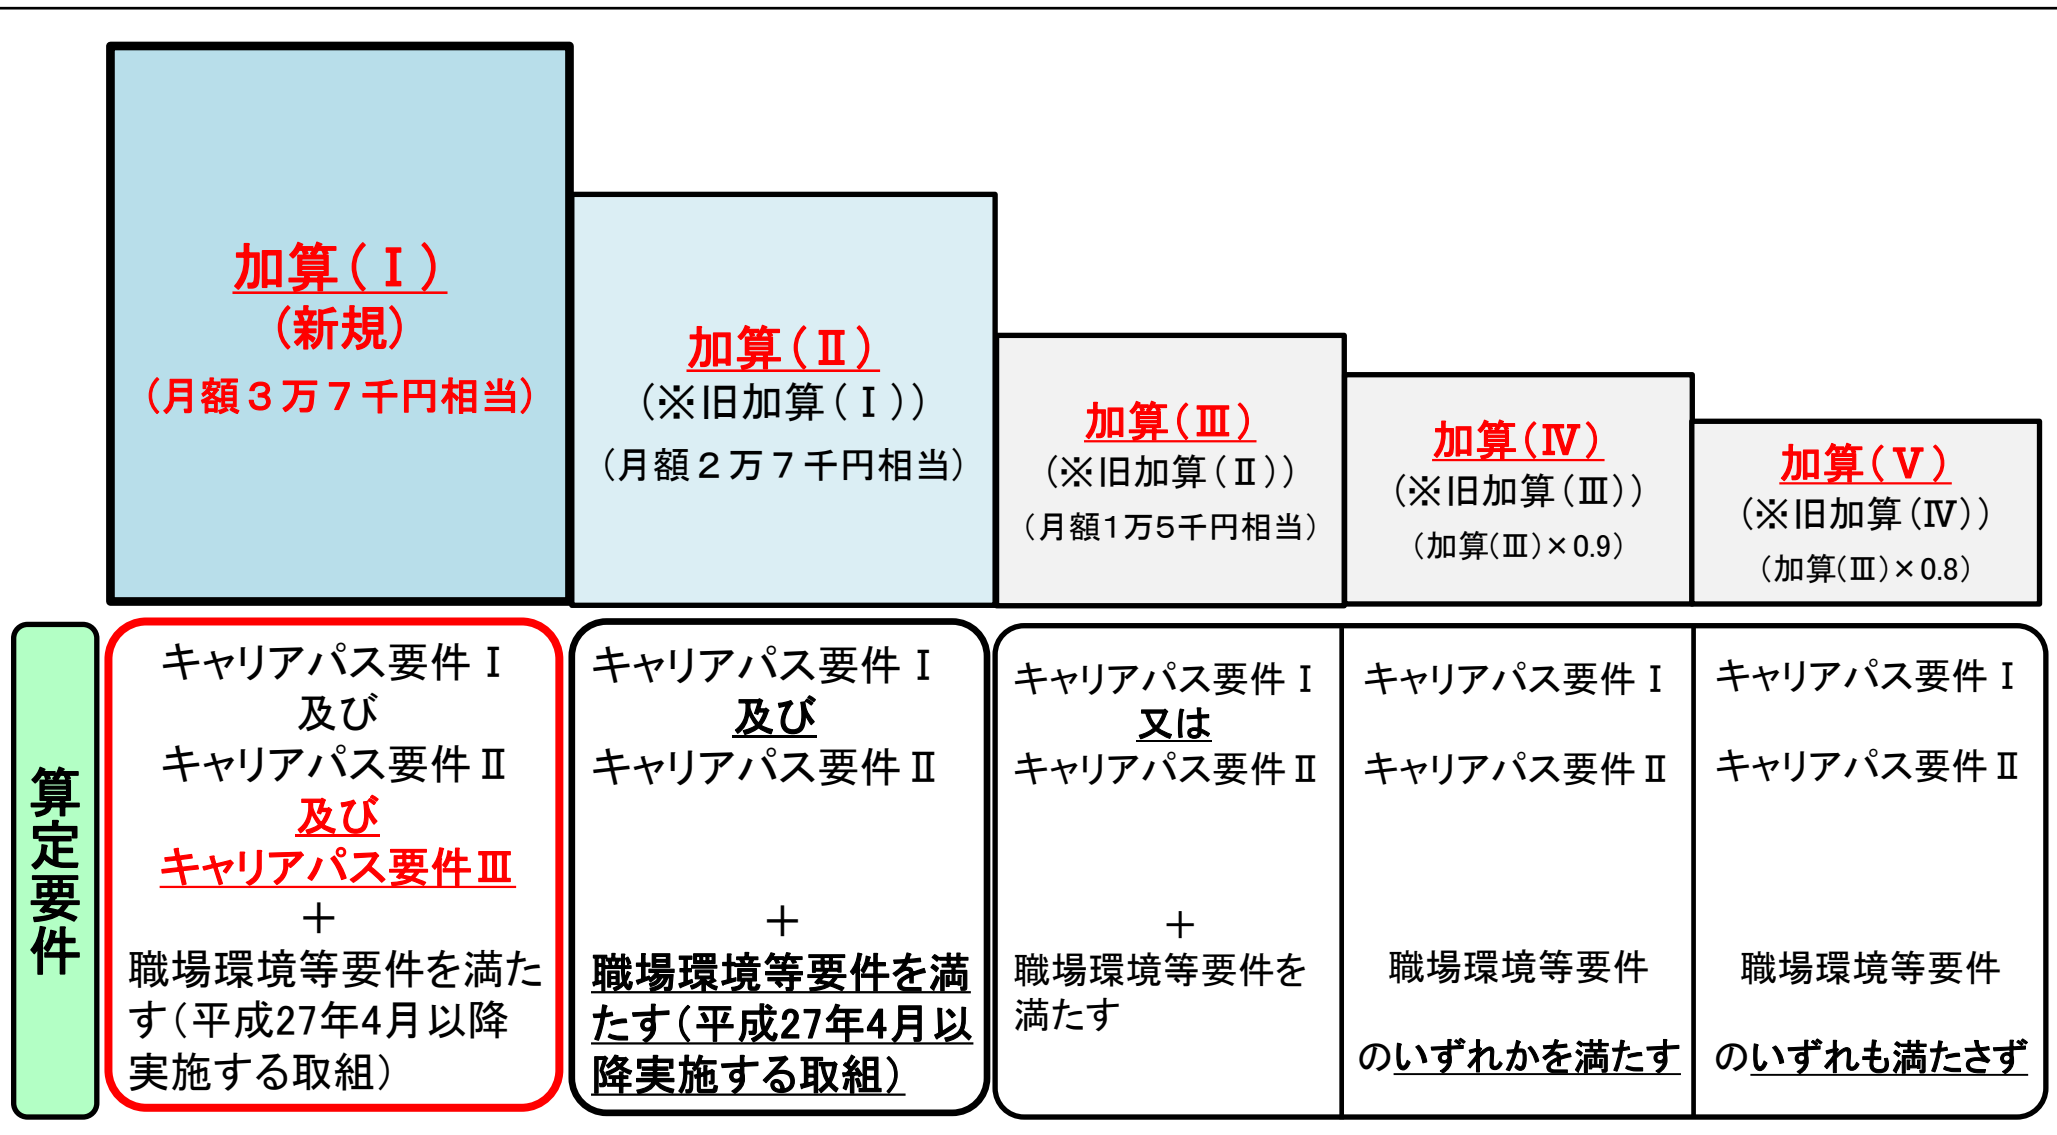 加算(Ⅰ)
(新規)
(月額３万７千円相当)
加算(Ⅱ)
(※旧加算(Ⅰ))
(月額２万７千円相当)
加算(Ⅲ)
(※旧加算(Ⅱ))
(月額１万５千円相当)
加算(Ⅳ)
(※旧加算(Ⅲ))
(加算(Ⅲ)×0.9)
加算(Ⅴ)
(※旧加算(Ⅳ))
(加算(Ⅲ)×0.8)
算定要件
キャリアパス要件Ⅰ
及び
キャリアパス要件Ⅱ
及び
キャリアパス要件Ⅲ
＋
職場環境等要件を満た
す(平成27年4月以降
実施する取組)
キャリアパス要件Ⅰ
及び
キャリアパス要件Ⅱ
＋
職場環境等要件を満
たす(平成27年4月以
降実施する取組)
キャリアパス要件Ⅰ
又は
キャリアパス要件Ⅱ
＋
職場環境等要件を
満たす
キャリアパス要件Ⅰ
キャリアパス要件Ⅱ
職場環境等要件
のいずれかを満たす
キャリアパス要件Ⅰ
キャリアパス要件Ⅱ
職場環境等要件
のいずれも満たさず